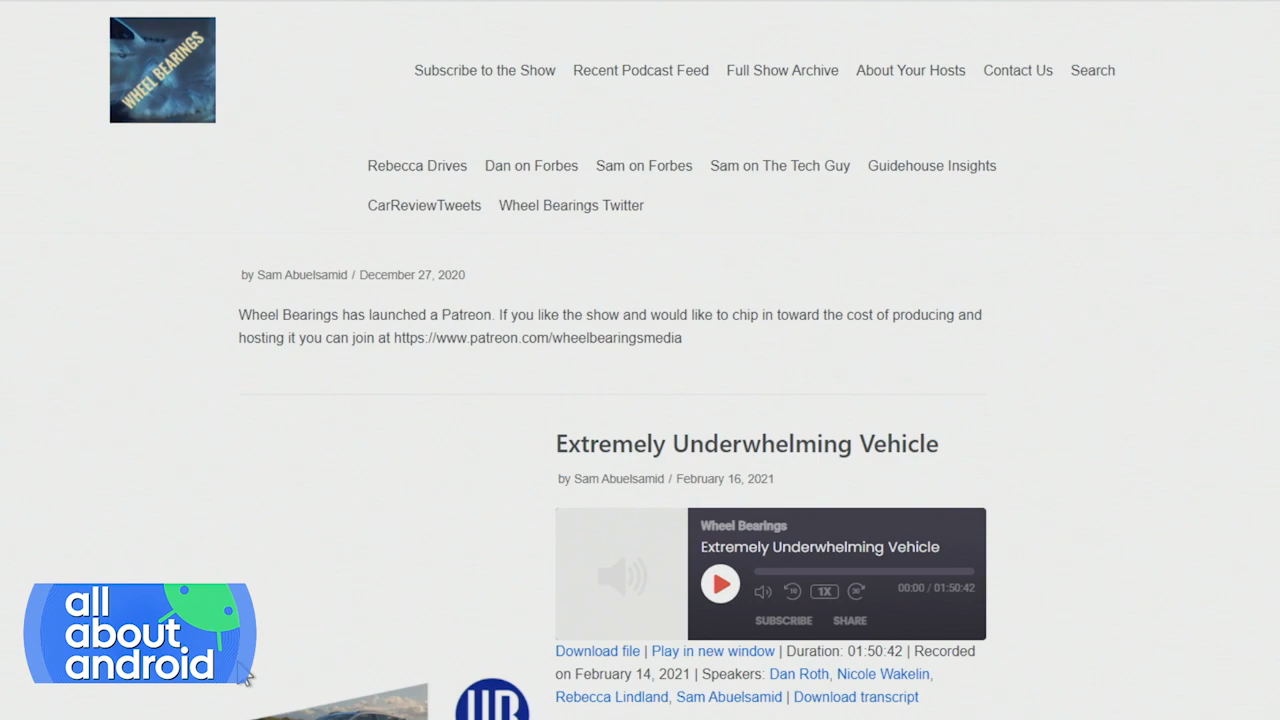 WHEEL BEARINGS
Subscribe to the Show Recent Podcast Feed Full Show Archive About Your Hosts Contact Us Search
Rebecca Drives Dan on Forbes Sam on Forbes Sam on The Tech Guy Guidehouse Insights
CarReviewTweets Wheel Bearings Twitter
by Sam Abuelsamid / December 27, 2020
Wheel Bearings has launched a Patreon. If you like the show and would like to chip in toward the cost of producing and
hosting it you can join at https://www.patreon.com/wheelbearingsmedia
Extremely Underwhelming Vehicle
by Sam Abuelsamid / February 16, 2021
Wheel Bearings
Extremely Underwhelming Vehicle
10 1X 30 00:00 / 01:50:42
SUBSCRIBE SHARE
Download file | Play in new window | Duration: 01:50:42 | Recorded
on February 14, 2021 | Speakers: Dan Roth, Nicole Wakelin,
Rebecca Lindland, Sam Abuelsamid | Download transcript
all
about
android